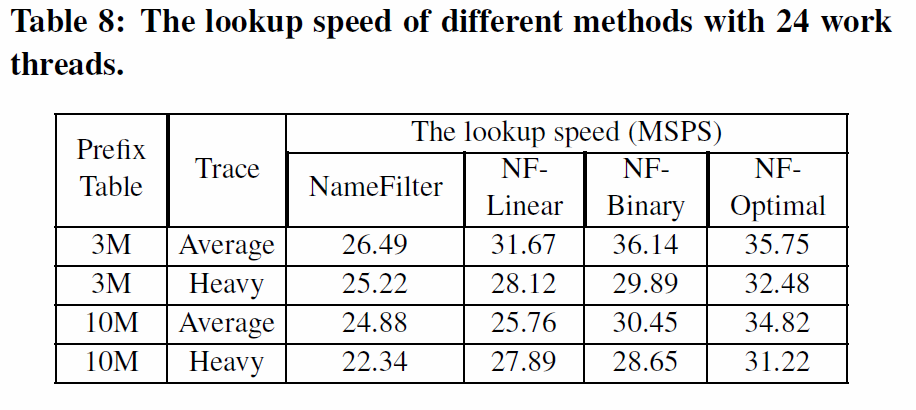 Table 8: The lookup speed of different methods with 24 work
threads.
Prefix Table Trace The lookup speed (MSPS)
NameFilter NF-Linear NF-Binary NF-Optimal
3M Average 26.49 31.67 36.14 35.75
3M Heavy 25.22 28.12 29.89 32.48
10M Average 24.88 25.76 30.45 34.82
10M Heavy 22.34 27.89 28.65 31.22